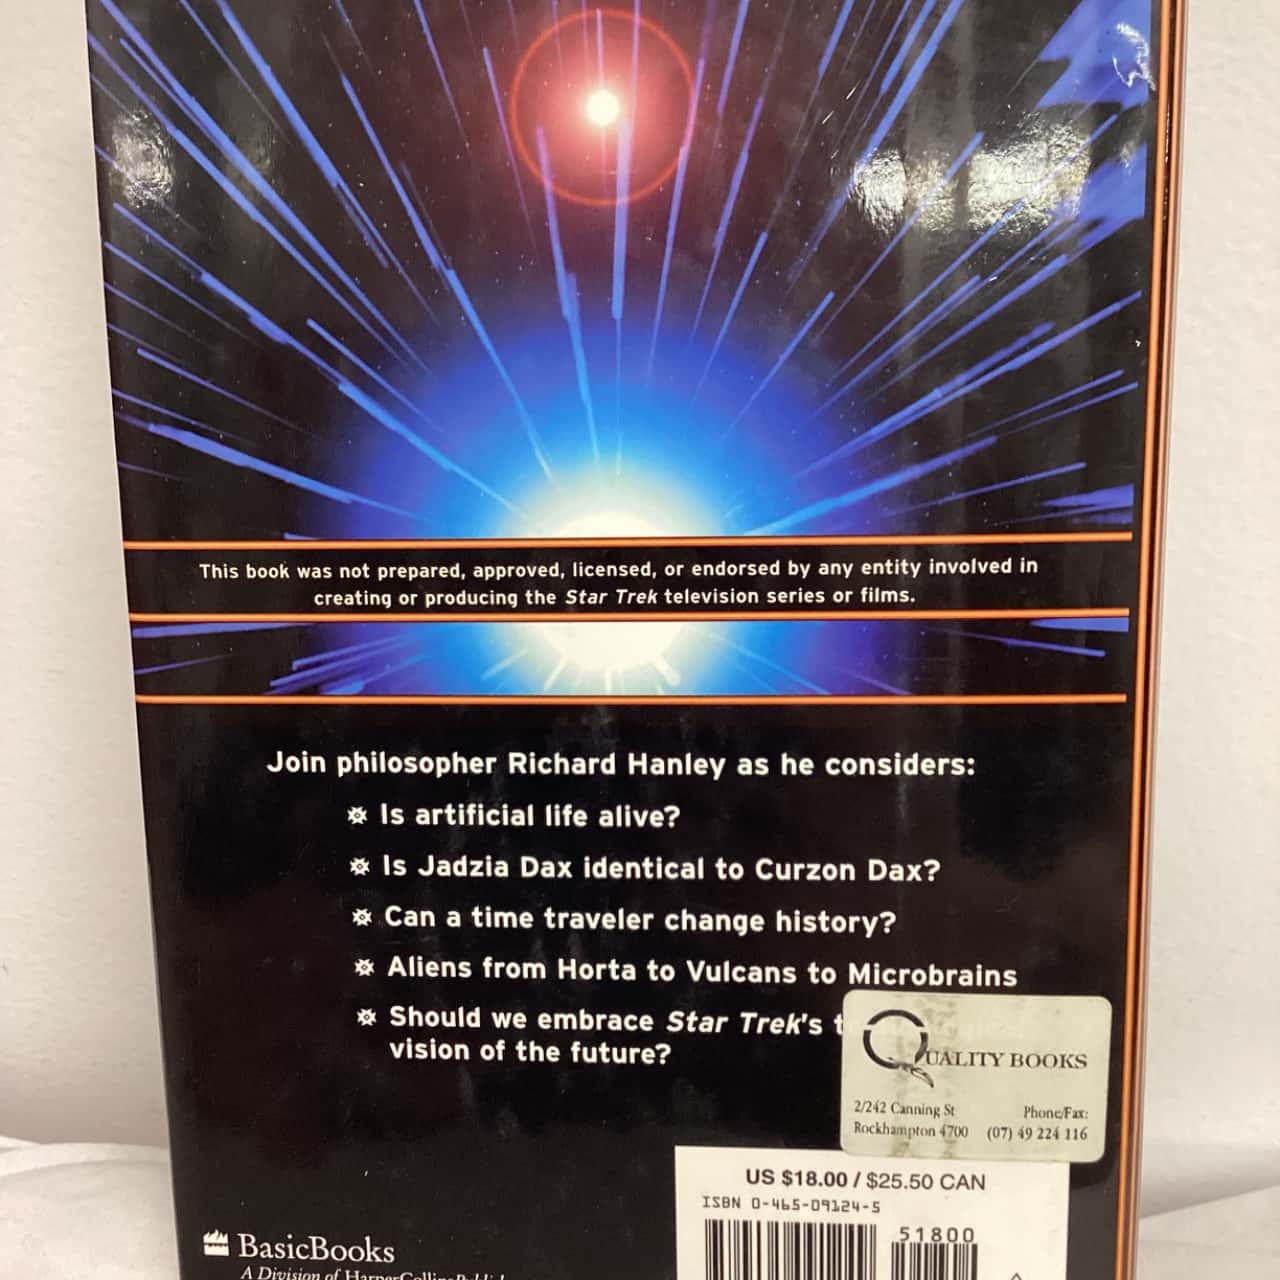 This book was not prepared, approved, licensed, or endorsed by any entity involved in
creating or producing the Star Trek television series or films.
Join philosopher Richard Hanley as he considers:
Is artificial life alive?
Is Jadzia Dax identical to Curzon Dax?
Can a time traveler change history?
Aliens from Horta to Vulcans to Microbrains
Should we embrace Star Trek's
vision of the future?
QUALITY BOOKS
2/242 Canning St Phone/Fax:
Rockhampton 4700 (07) 49 224 116
US $18.00 / $25.50 CAN
ISBN 0-465-09124-5
51800
BasicBooks
A Division of